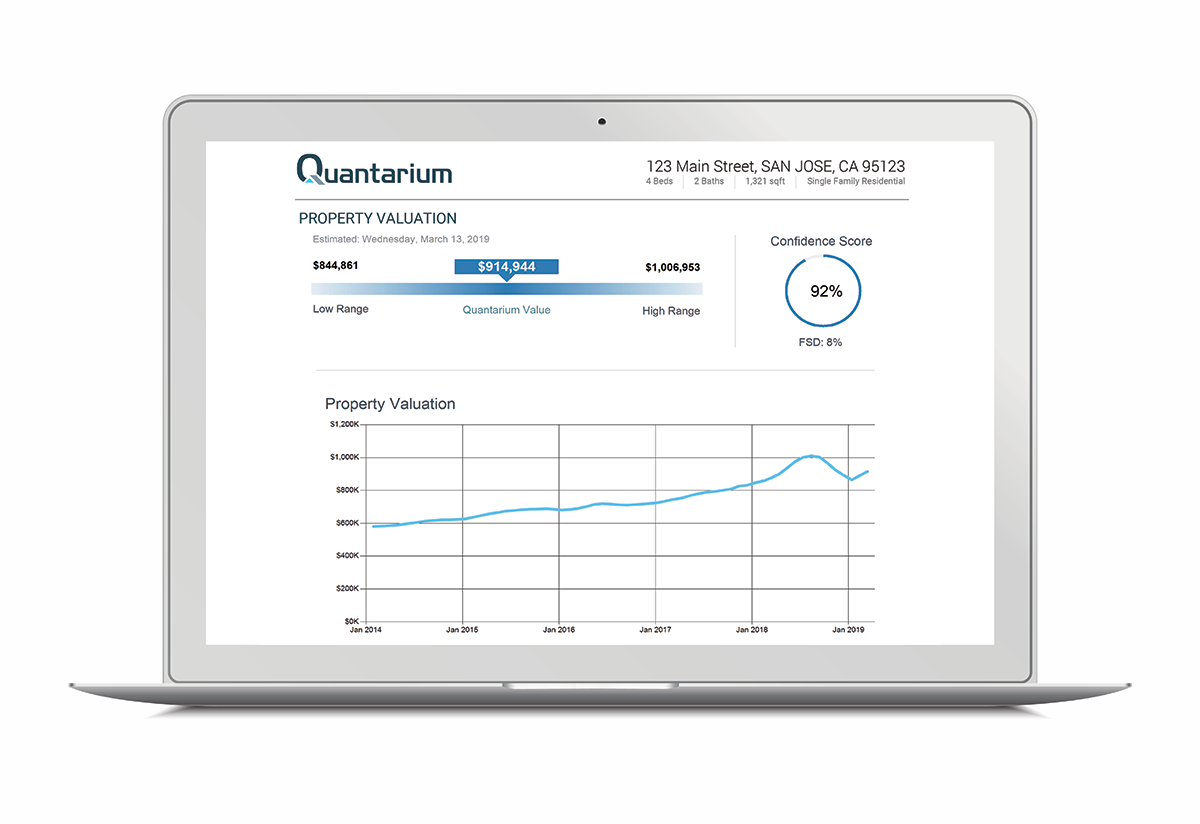 Quantarium
123 Main Street, SAN JOSE, CA 95123
4 Beds 2 Baths 1,321 sqft Single Family Residential
PROPERTY VALUATION
Estimated: Wednesday, March 13, 2019
$844,861 $914,944 $1,006,953
Low Range Quantarium Value High Range
Confidence Score
92%
FSD: 8%
Property Valuation
$1,200K
$1,000K
$800K
$600K
$400K
$200K
$0K
Jan 2014 Jan 2015 Jan 2016 Jan 2017 Jan 2018 Jan 2019